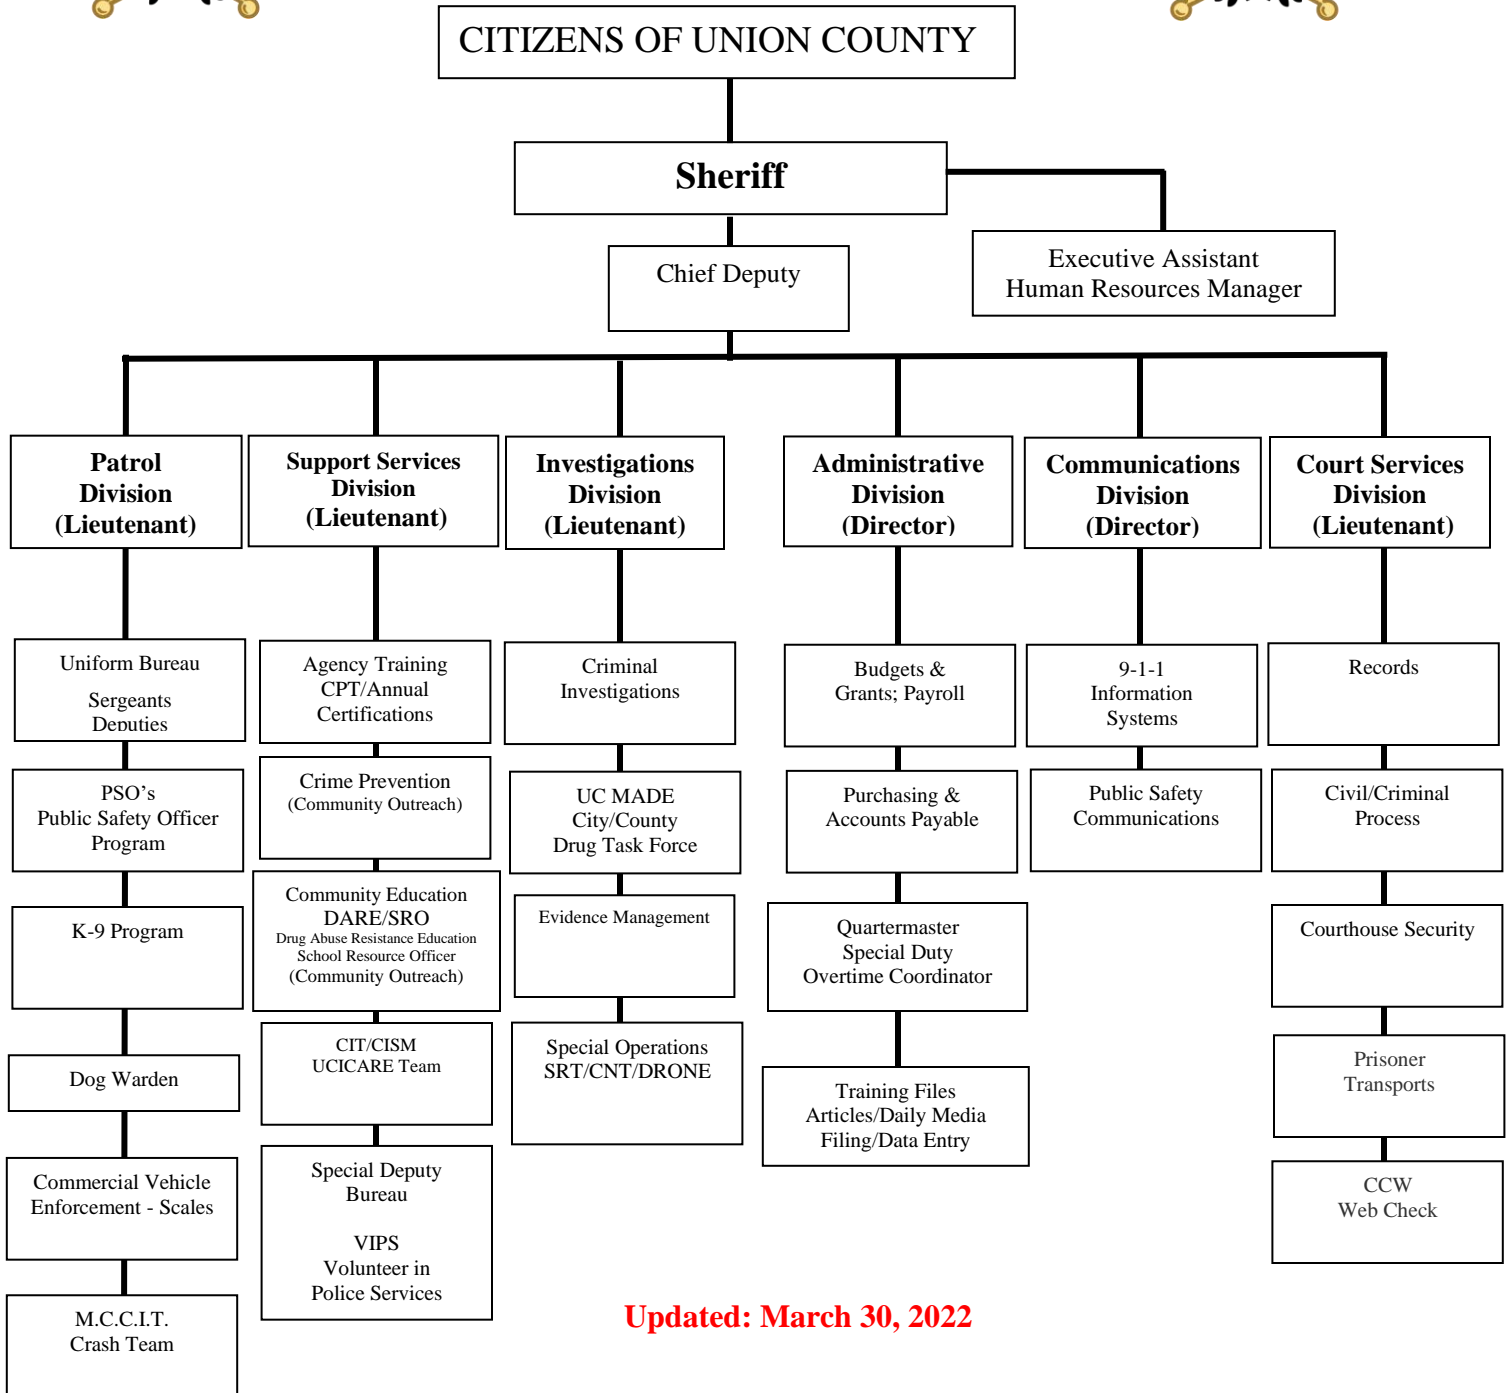 CITIZENS OF UNION COUNTY
Sheriff
Chief Deputy
Executive Assistant
Human Resources Manager
Patrol
Division
(Lieutenant)
Support Services
Division
(Lieutenant)
Investigations
Division
(Lieutenant)
Administrative
Division
(Director)
Communications
Division
(Director)
Court Services
Division
(Lieutenant)
Uniform Bureau
Sergeants
Deputies
PSO’s
Public Safety Officer
Program
K-9 Program
Dog Warden
Commercial Vehicle
Enforcement - Scales
M.C.C.I.T.
Crash Team
Agency Training
CPT/Annual
Certifications
Crime Prevention
(Community Outreach)
Community Education
DARE/SRO
Drug Abuse Resistance Education
School Resource Officer
(Community Outreach)
CIT/CISM
UCICARE Team
Special Deputy
Bureau
VIPS
Volunteer in
Police Services
Criminal
Investigations
UC MADE
City/County
Drug Task Force
Evidence Management
Special Operations
SRT/CNT/DRONE
Budgets &
Grants; Payroll
Purchasing &
Accounts Payable
Quartermaster
Special Duty
Overtime Coordinator
Training Files
Articles/Daily Media
Filing/Data Entry
9-1-1
Information
Systems
Public Safety
Communications
Records
Civil/Criminal
Process
Courthouse Security
Prisoner
Transports
CCW
Web Check
Updated: March 30, 2022